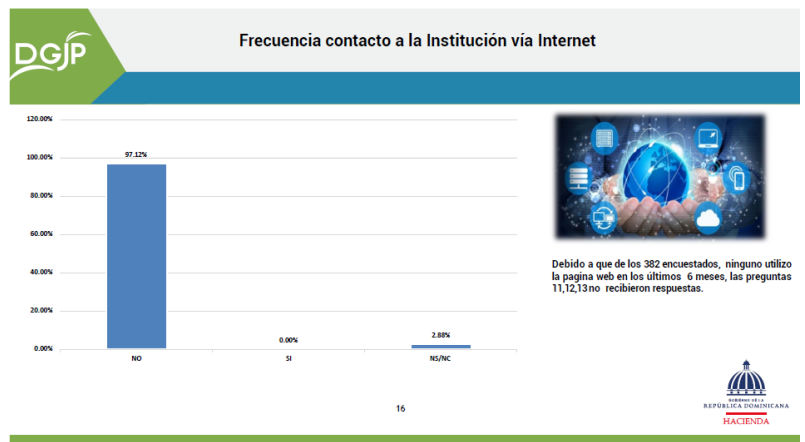 DGJP
Frecuencia contacto a la Institución vía Internet
120.00%
100.00%
80.00%
60.00%
40.00%
20.00%
0.00%
97.12%
0.00%
2.88%
NO
SI
NS/NC
Debido a que de los 382 encuestados, ninguno utilizo
la pagina web en los últimos 6 meses, las preguntas
11,12,13 no recibieron respuestas.
16
GOBIERNO DE LA
REPÚBLICA DOMINICANA
HACIENDA